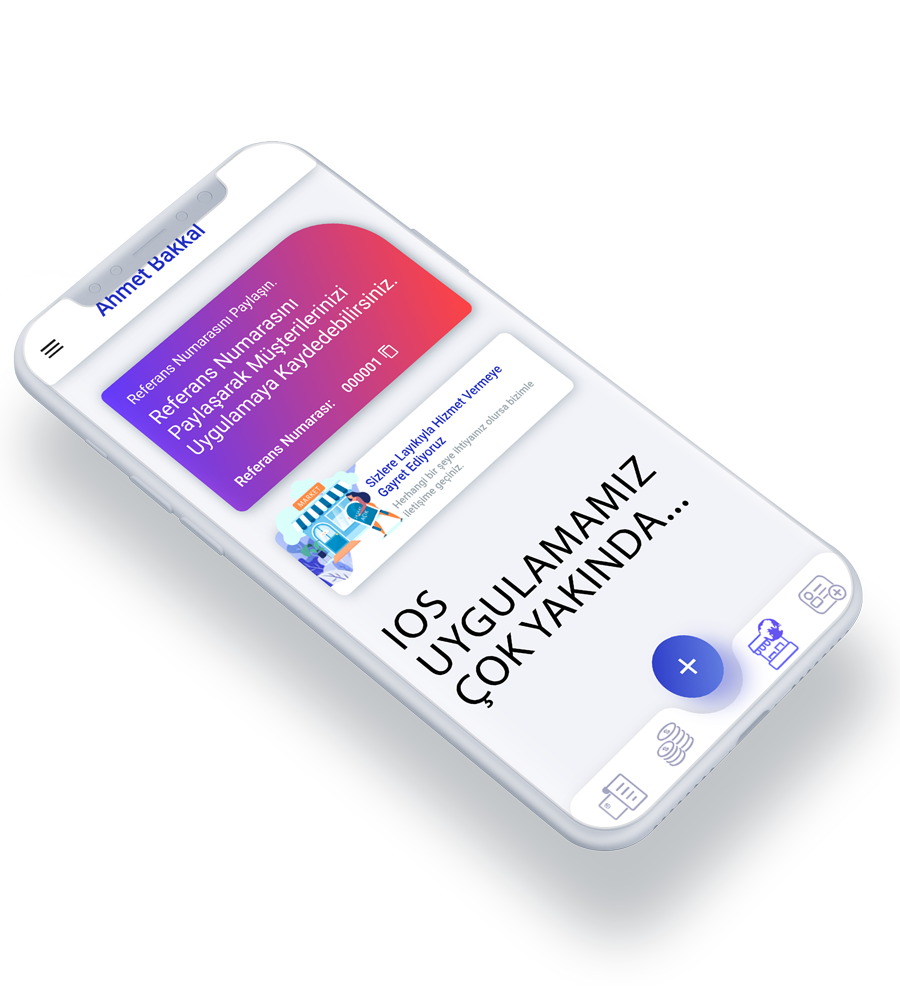 Ahmet Bakkal
Referans Numarasını Paylaşın.
Referans Numarasını
Paylaşarak Müşterilerinizi
Uygulamaya Kaydedebilirsiniz.
Referans Numarası: 000001
Sizlere Layıkıyla Hizmet Vermeye
Gayret Ediyoruz
Herhangi bir şeye ihtiyanız olursa bizimle
iletişime geçiniz.
MARKET
IOS
UYGULAMAMIZ
ÇOK YAKINDA...